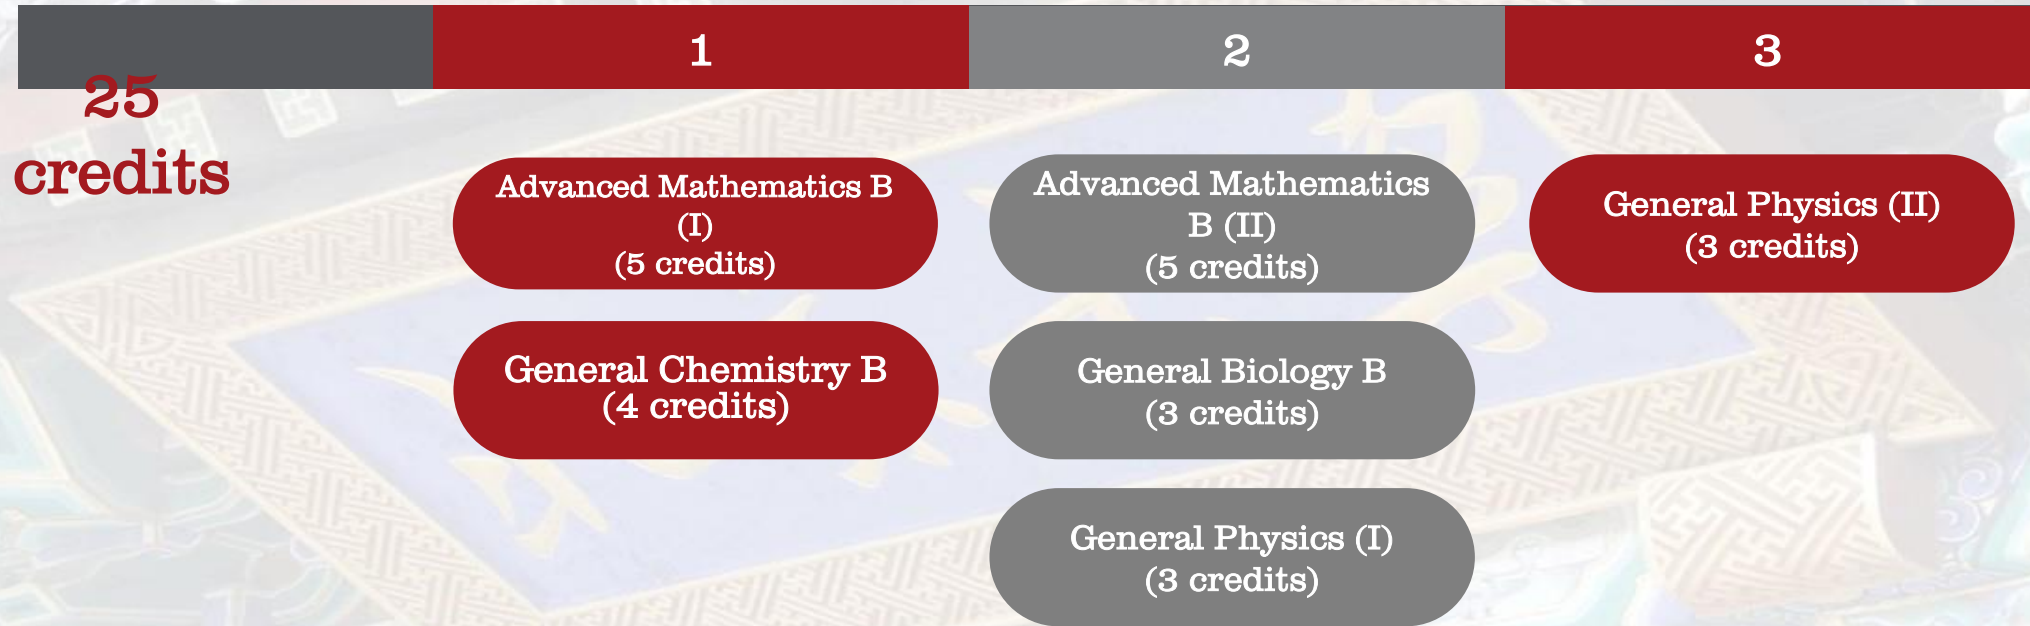 1
2
3
25
credits
Advanced Mathematics B
(I)
(5 credits)
General Chemistry B
(4 credits)
Advanced Mathematics
B (II)
(5 credits)
General Biology B
(3 credits)
General Physics (I)
(3 credits)
General Physics (II)
(3 credits)